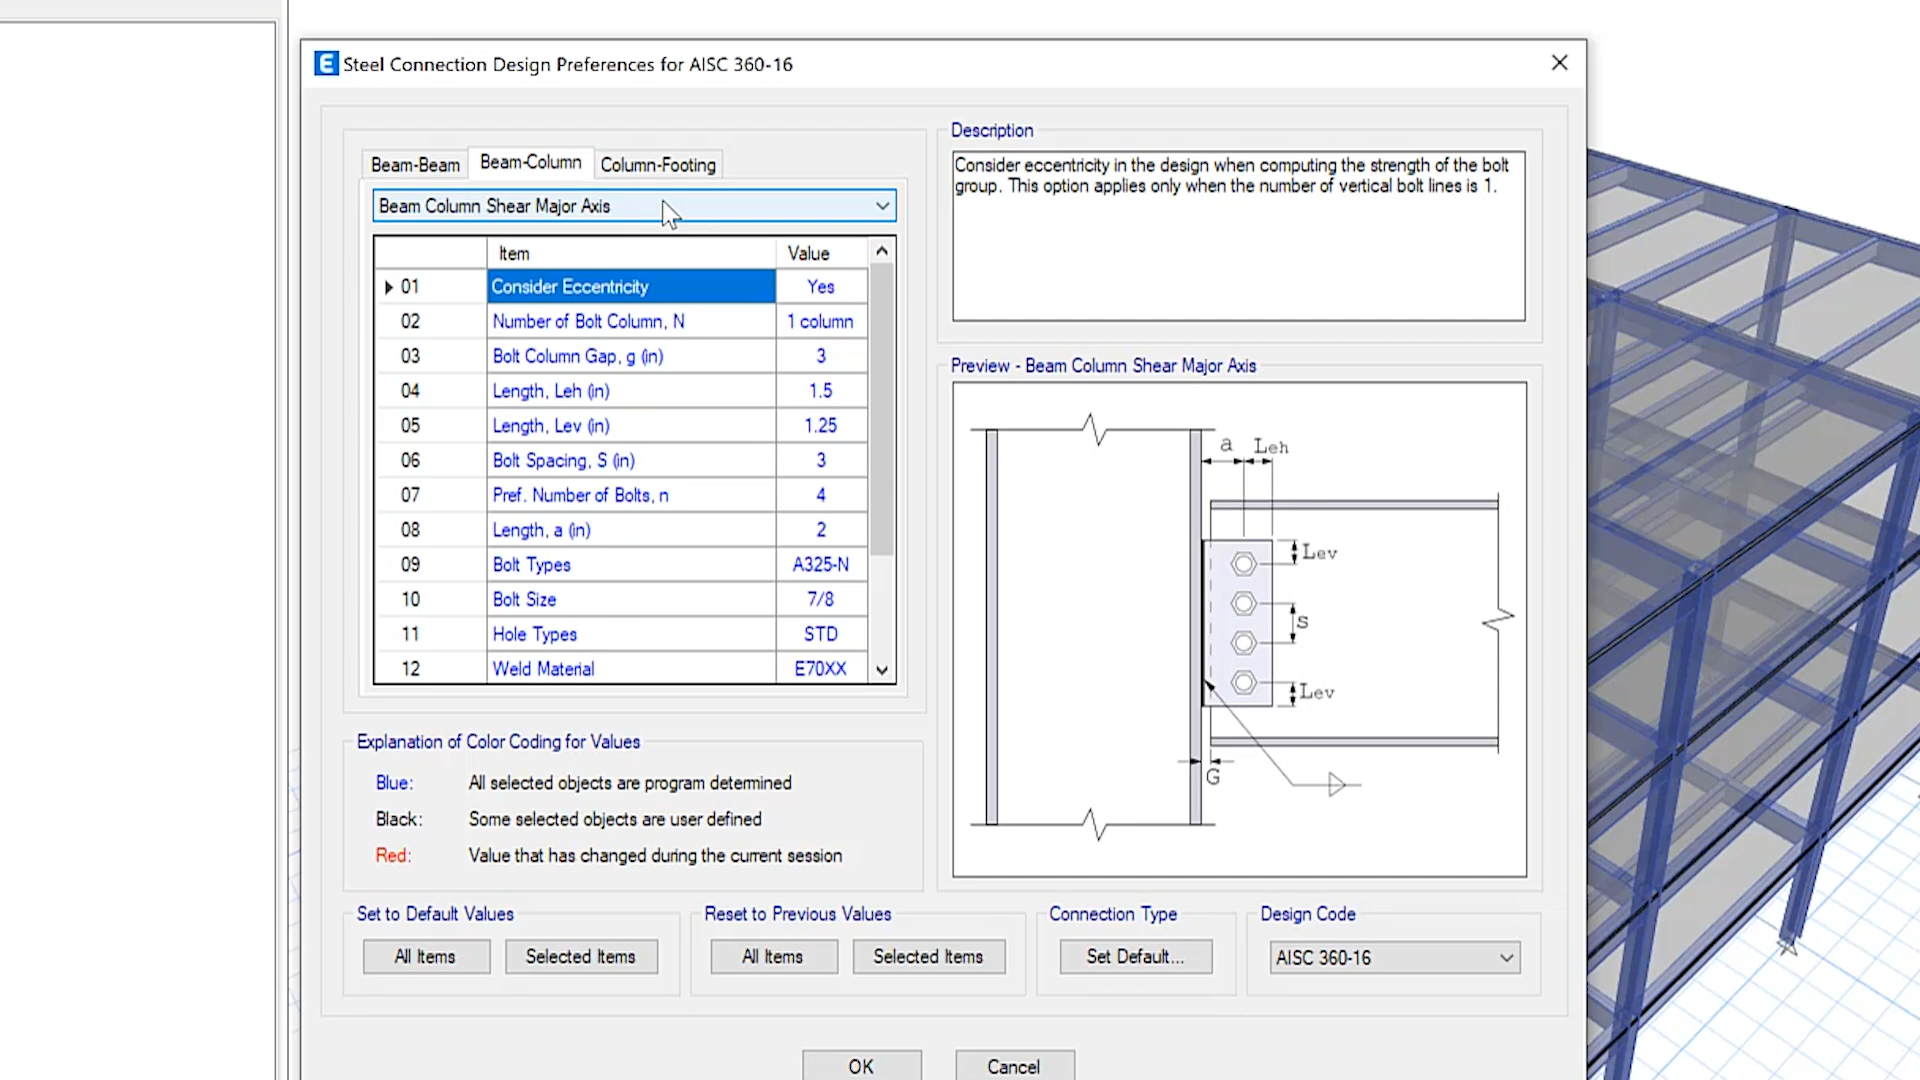 Steel Connection Design Preferences for AISC 360-16
Beam-Beam
Beam-Column
Column-Footing
Beam Column Shear Major Axis
Item Value
01 Consider Eccentricity Yes
02 Number of Bolt Column, N 1 column
03 Bolt Column Gap, g (in) 3
04 Length, Leh (in) 1.5
05 Length, Lev (in) 1.25
06 Bolt Spacing, S (in) 3
07 Pref. Number of Bolts, n 4
08 Length, a (in) 2
09 Bolt Types A325-N
10 Bolt Size 7/8
11 Hole Types STD
12 Weld Material E70XX
Explanation of Color Coding for Values
Blue: All selected objects are program determined
Black: Some selected objects are user defined
Red: Value that has changed during the current session
Description
Consider eccentricity in the design when computing the strength of the bolt
group. This option applies only when the number of vertical bolt lines is 1.
Preview - Beam Column Shear Major Axis
a Leh
Lev
S
Lev
G
Set to Default Values
All Items
Selected Items
Reset to Previous Values
All Items
Selected Items
Connection Type
Set Default...
Design Code
AISC 360-16
OK
Cancel